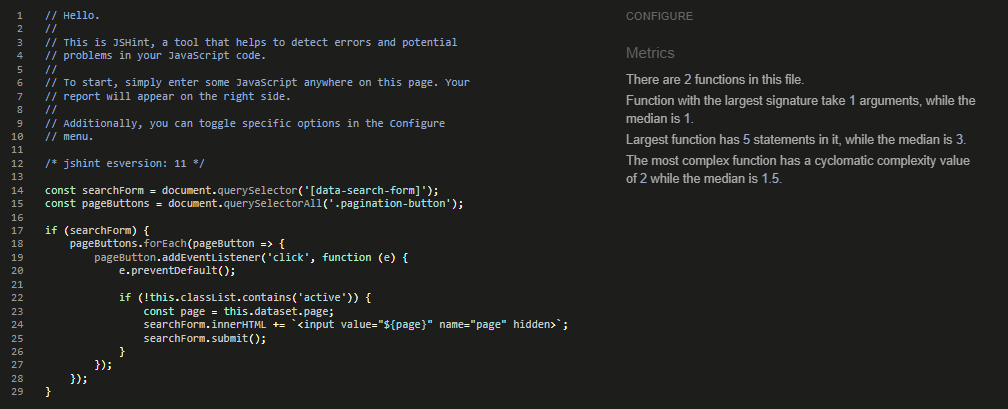 1 // Hello.
2 //
3 // This is JSHint, a tool that helps to detect errors and potential
4 // problems in your JavaScript code.
5 //
6 // To start, simply enter some JavaScript anywhere on this page. Your
7 // report will appear on the right side.
8 //
9 // Additionally, you can toggle specific options in the Configure
10 // menu.
11
12 /* jshint esversion: 11 */
13
14 const searchForm = document.querySelector('[data-search-form]');
15 const pageButtons = document.querySelectorAll('.pagination-button');
16
17 if (searchForm) {
18     pageButtons.forEach(pageButton => {
19         pageButton.addEventListener('click', function (e) {
20             e.preventDefault();
21
22             if (!this.classList.contains('active')) {
23                 const page = this.dataset.page;
24                 searchForm.innerHTML += `<input value="${page}" name="page" hidden>`;
25                 searchForm.submit();
26             }
27         });
28     });
29 }
CONFIGURE
Metrics
There are 2 functions in this file.
Function with the largest signature take 1 arguments, while the
median is 1.
Largest function has 5 statements in it, while the median is 3.
The most complex function has a cyclomatic complexity value
of 2 while the median is 1.5.